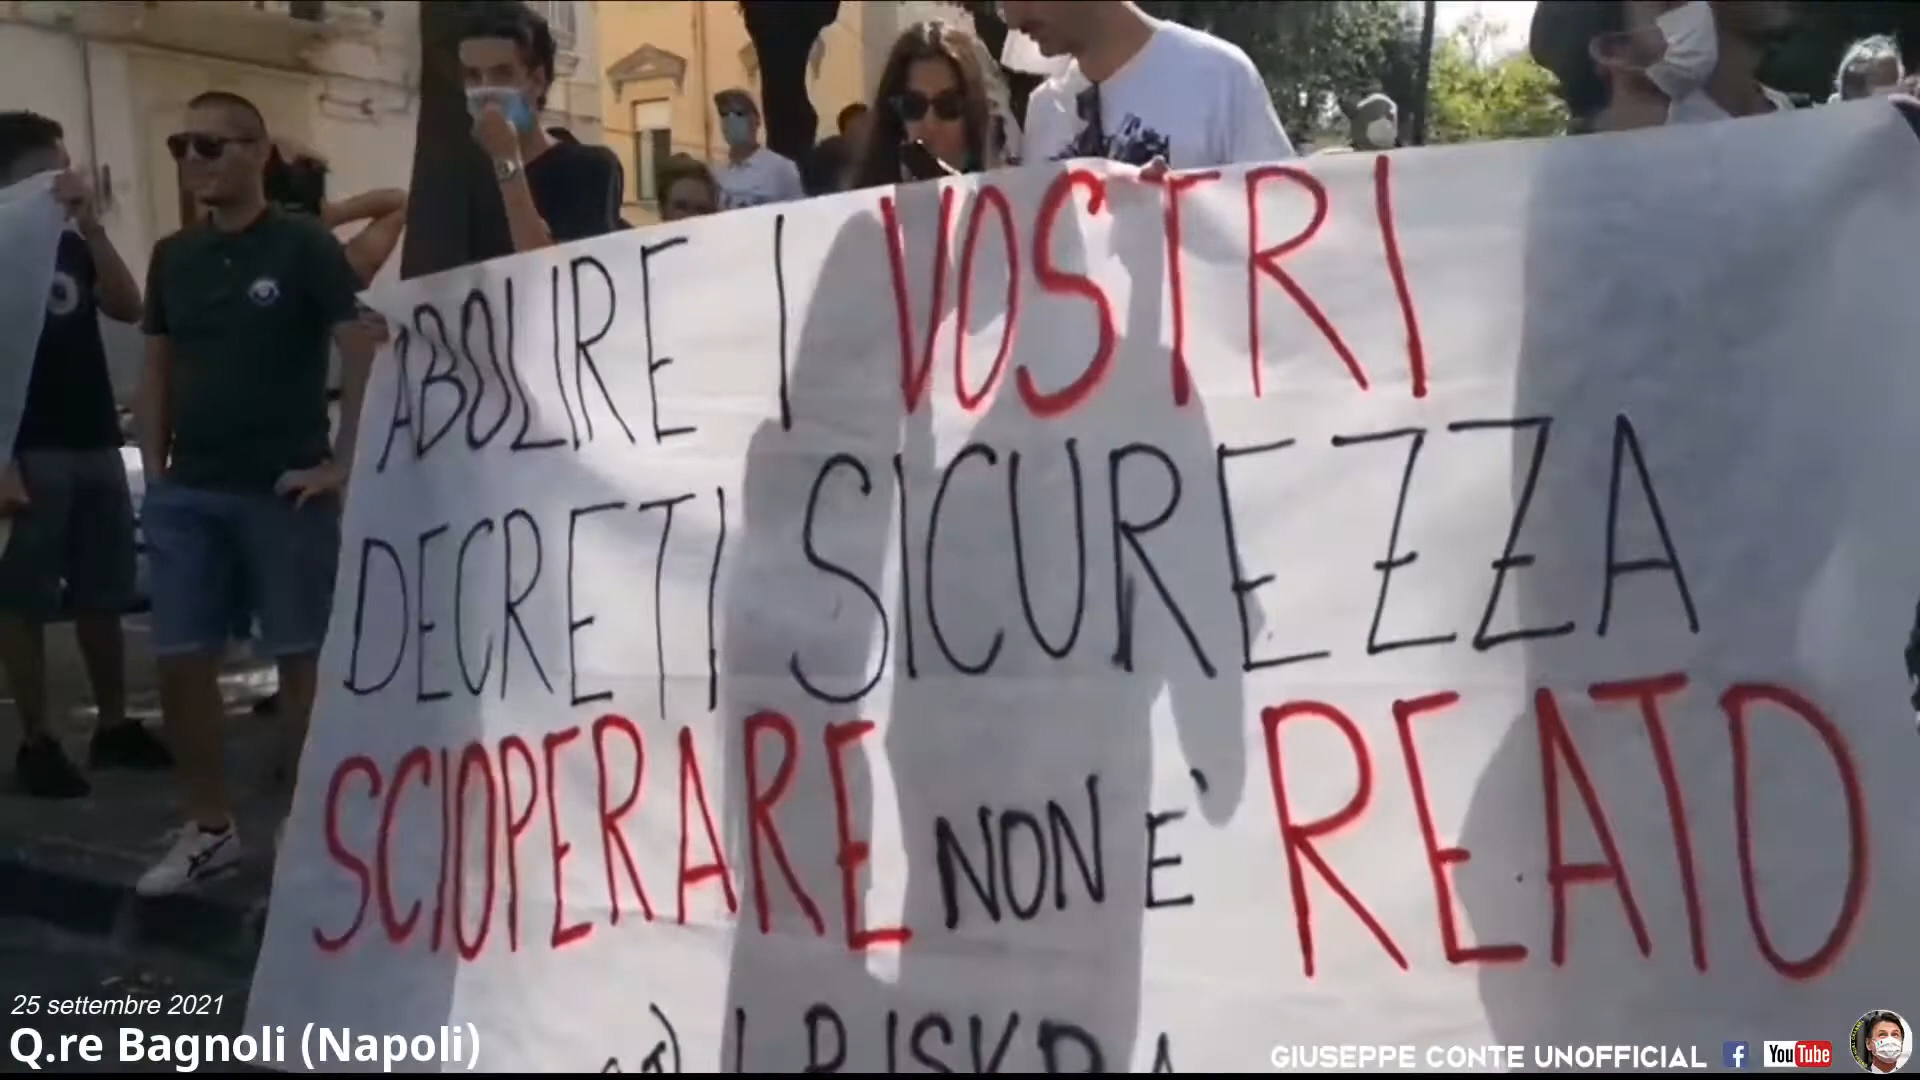 ABOLIRE I VOSTRI
DECRETI SICUREZZA
SCIOPERARE NON E' REATO
25 settembre 2021
Q.re Bagnoli (Napoli)
GIUSEPPE CONTE UNOFFICIAL
YouTube